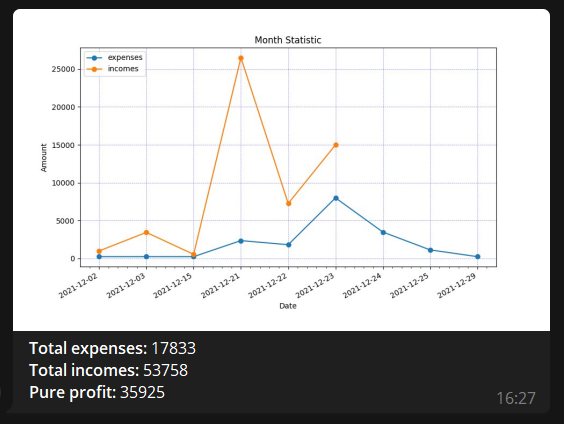 Month Statistic
expenses
incomes
25000
20000
15000
10000
5000
0
Amount
2021-12-02
2021-12-03
2021-12-15
2021-12-21
2021-12-22
2021-12-23
2021-12-24
2021-12-25
2021-12-29
Date
Total expenses: 17833
Total incomes: 53758
Pure profit: 35925
16:27